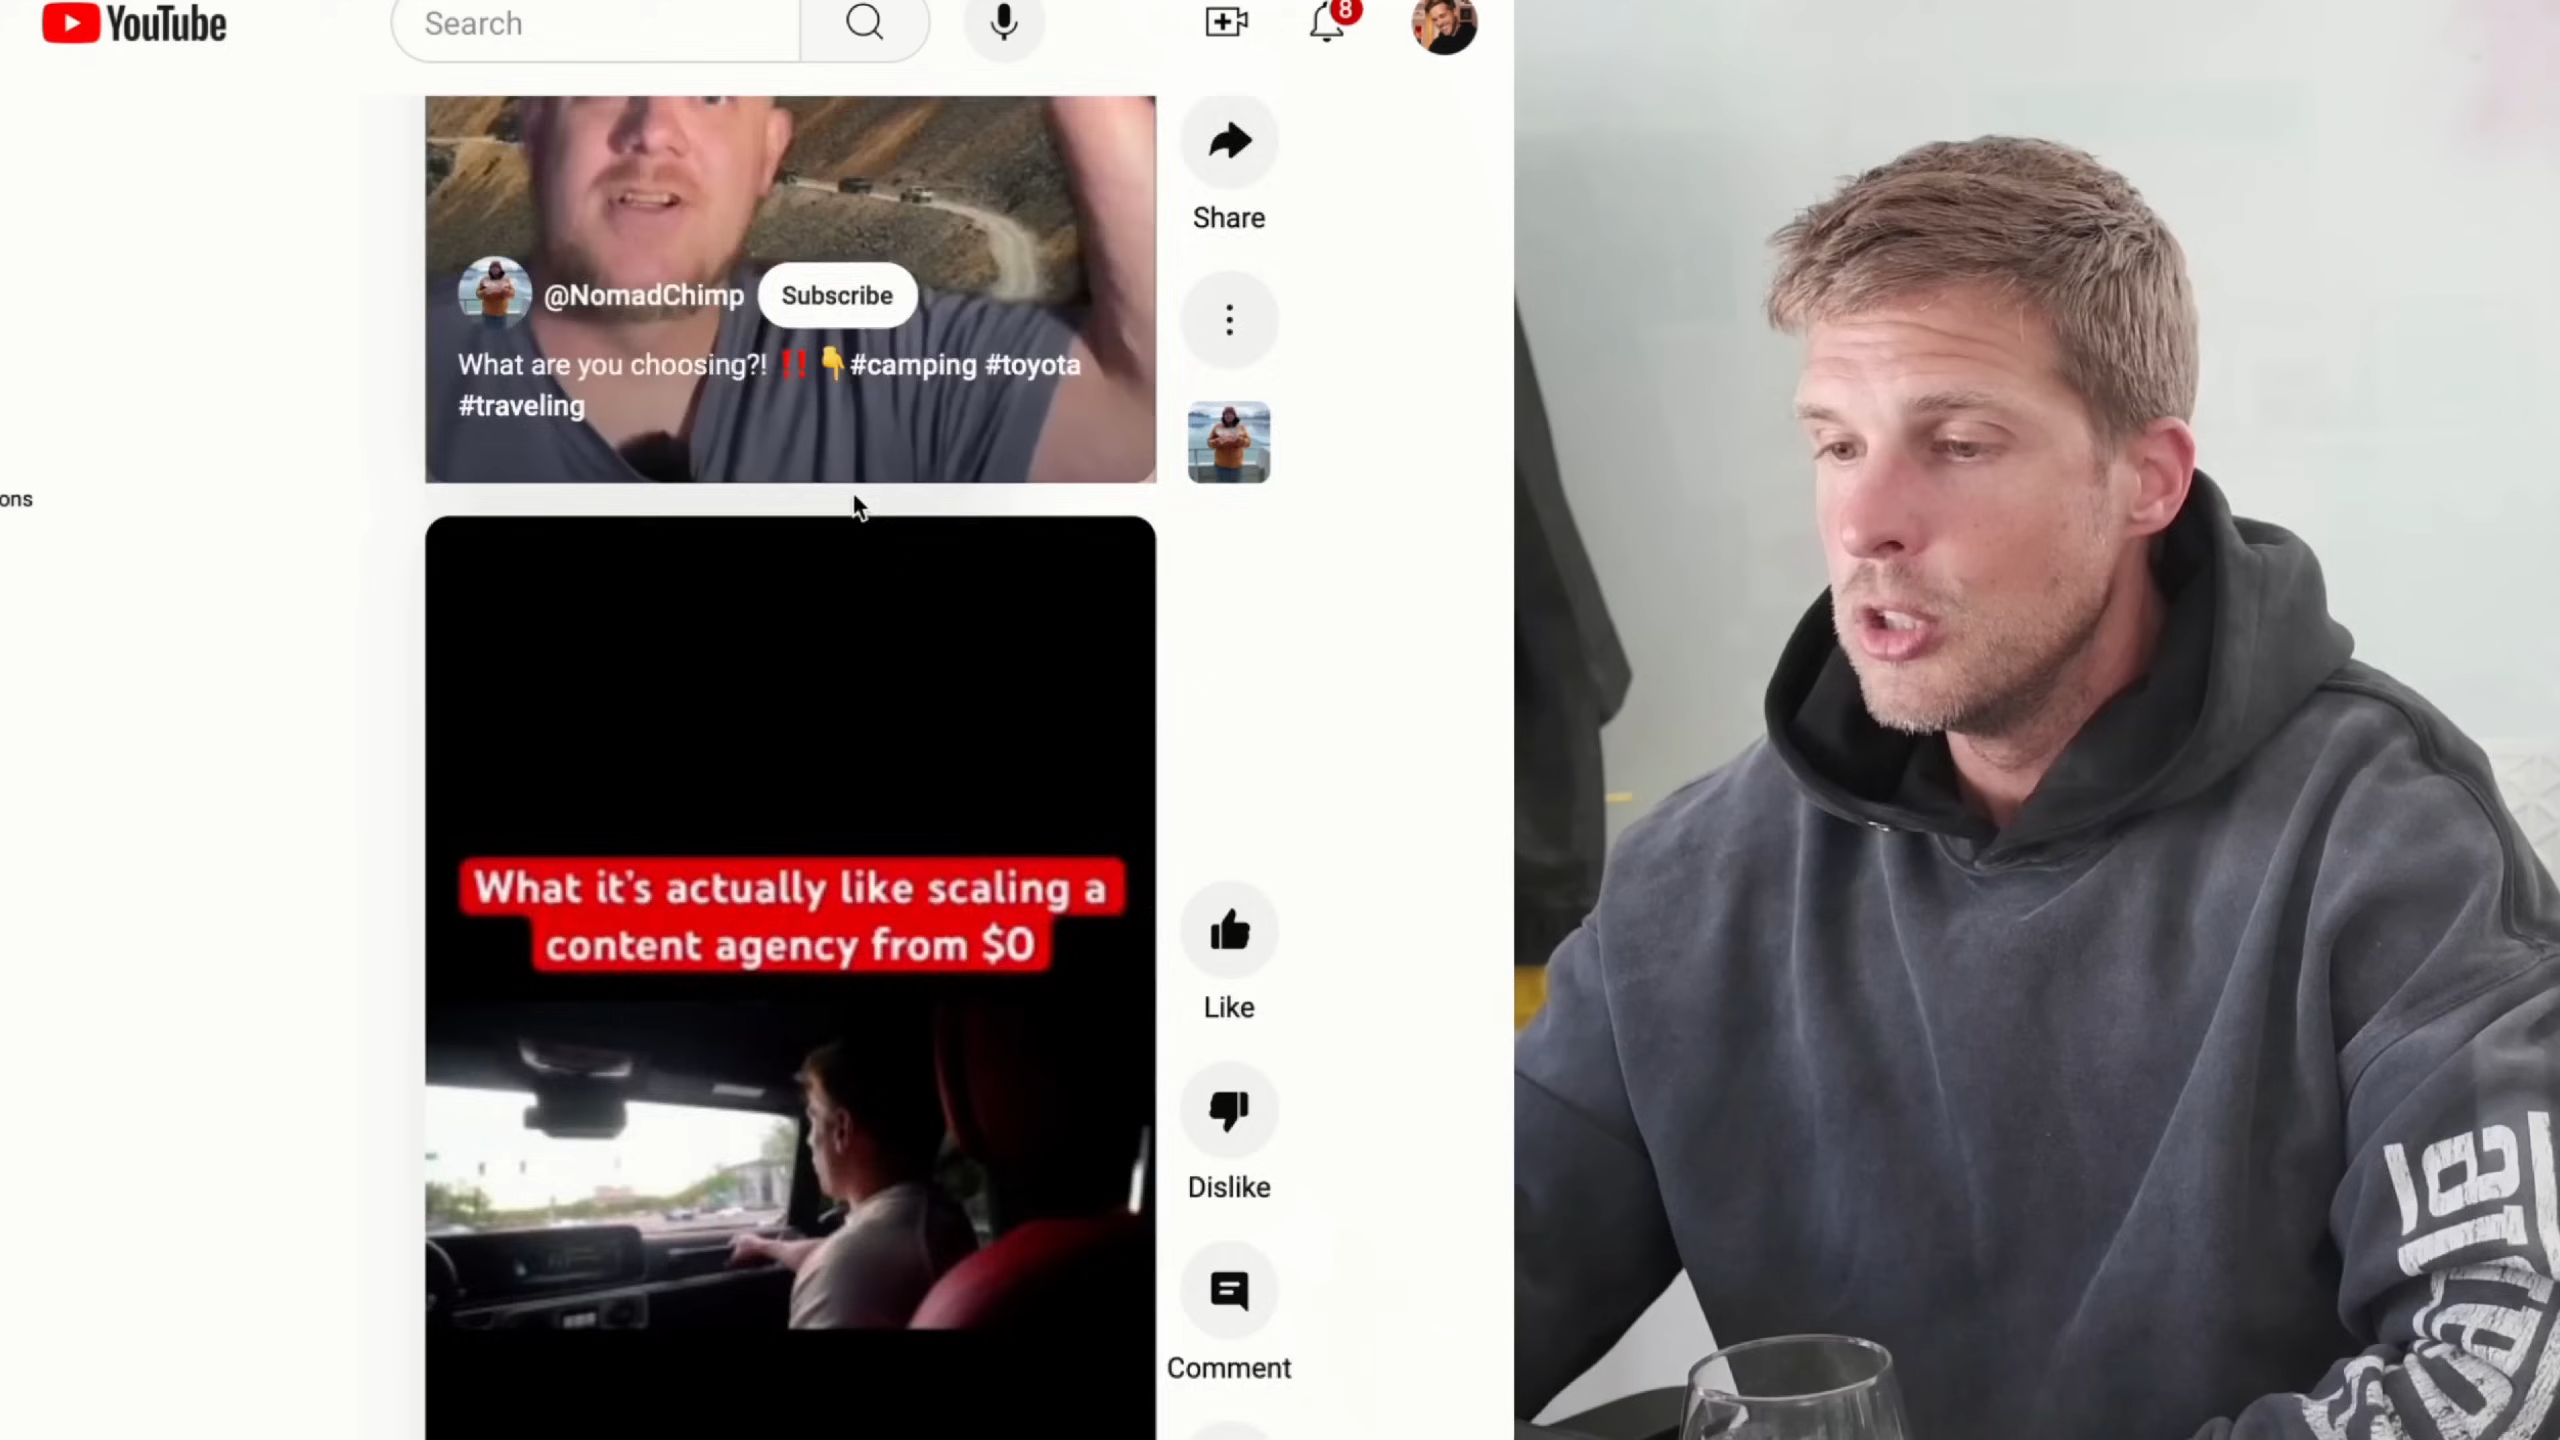 YouTube
Search
8
Share
@NomadChimp
Subscribe
What are you choosing?! ‼️ 👇#camping #toyota
#traveling
ons
What it's actually like scaling a
content agency from $0
Like
Dislike
Comment